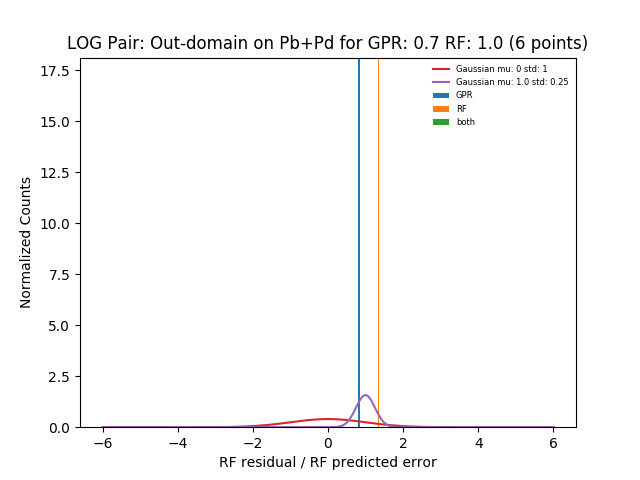 LOG Pair: Out-domain on Pb+Pd for GPR: 0.7 RF: 1.0 (6 points)
17.5
15.0
12.5
10.0
7.5
5.0
2.5
0.0
Normalized Counts
Gaussian mu: 0 std: 1
Gaussian mu: 1.0 std: 0.25
GPR
RF
both
−6 −4 −2 0 2 4 6
RF residual / RF predicted error